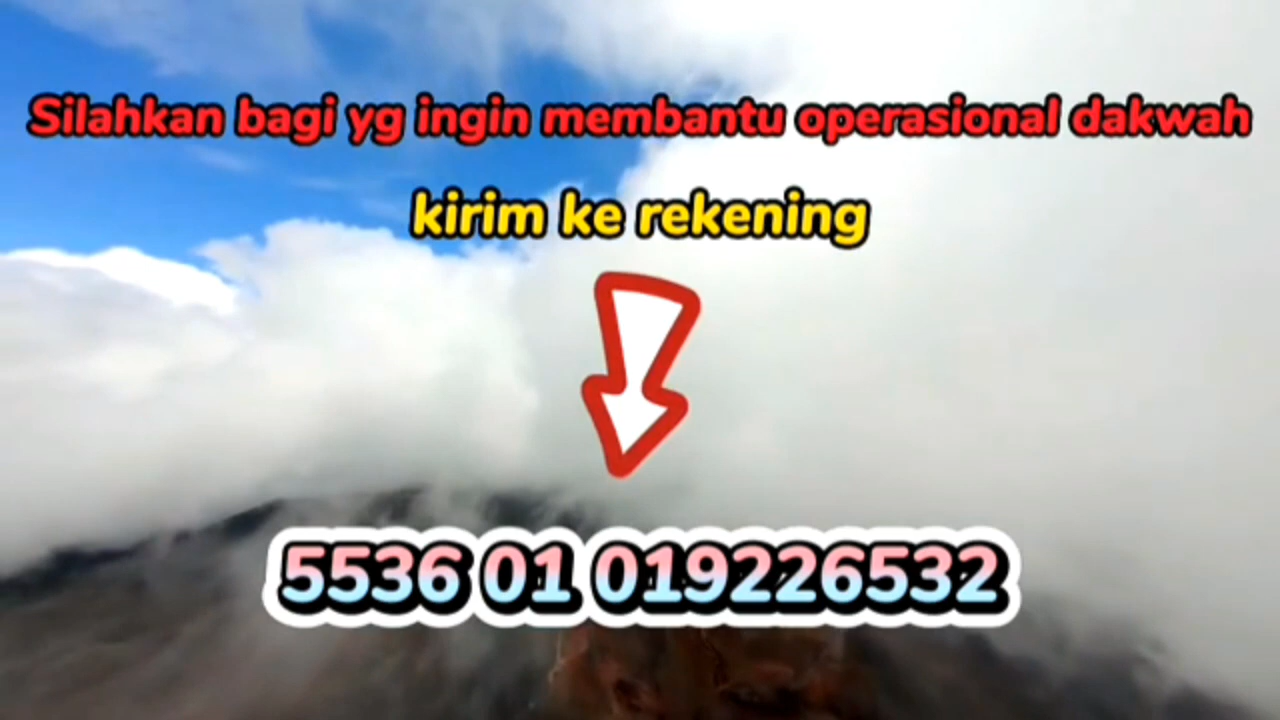 Silahkan bagi yg ingin membantu operasional dakwah
kirim ke rekening
5536 01 019226532